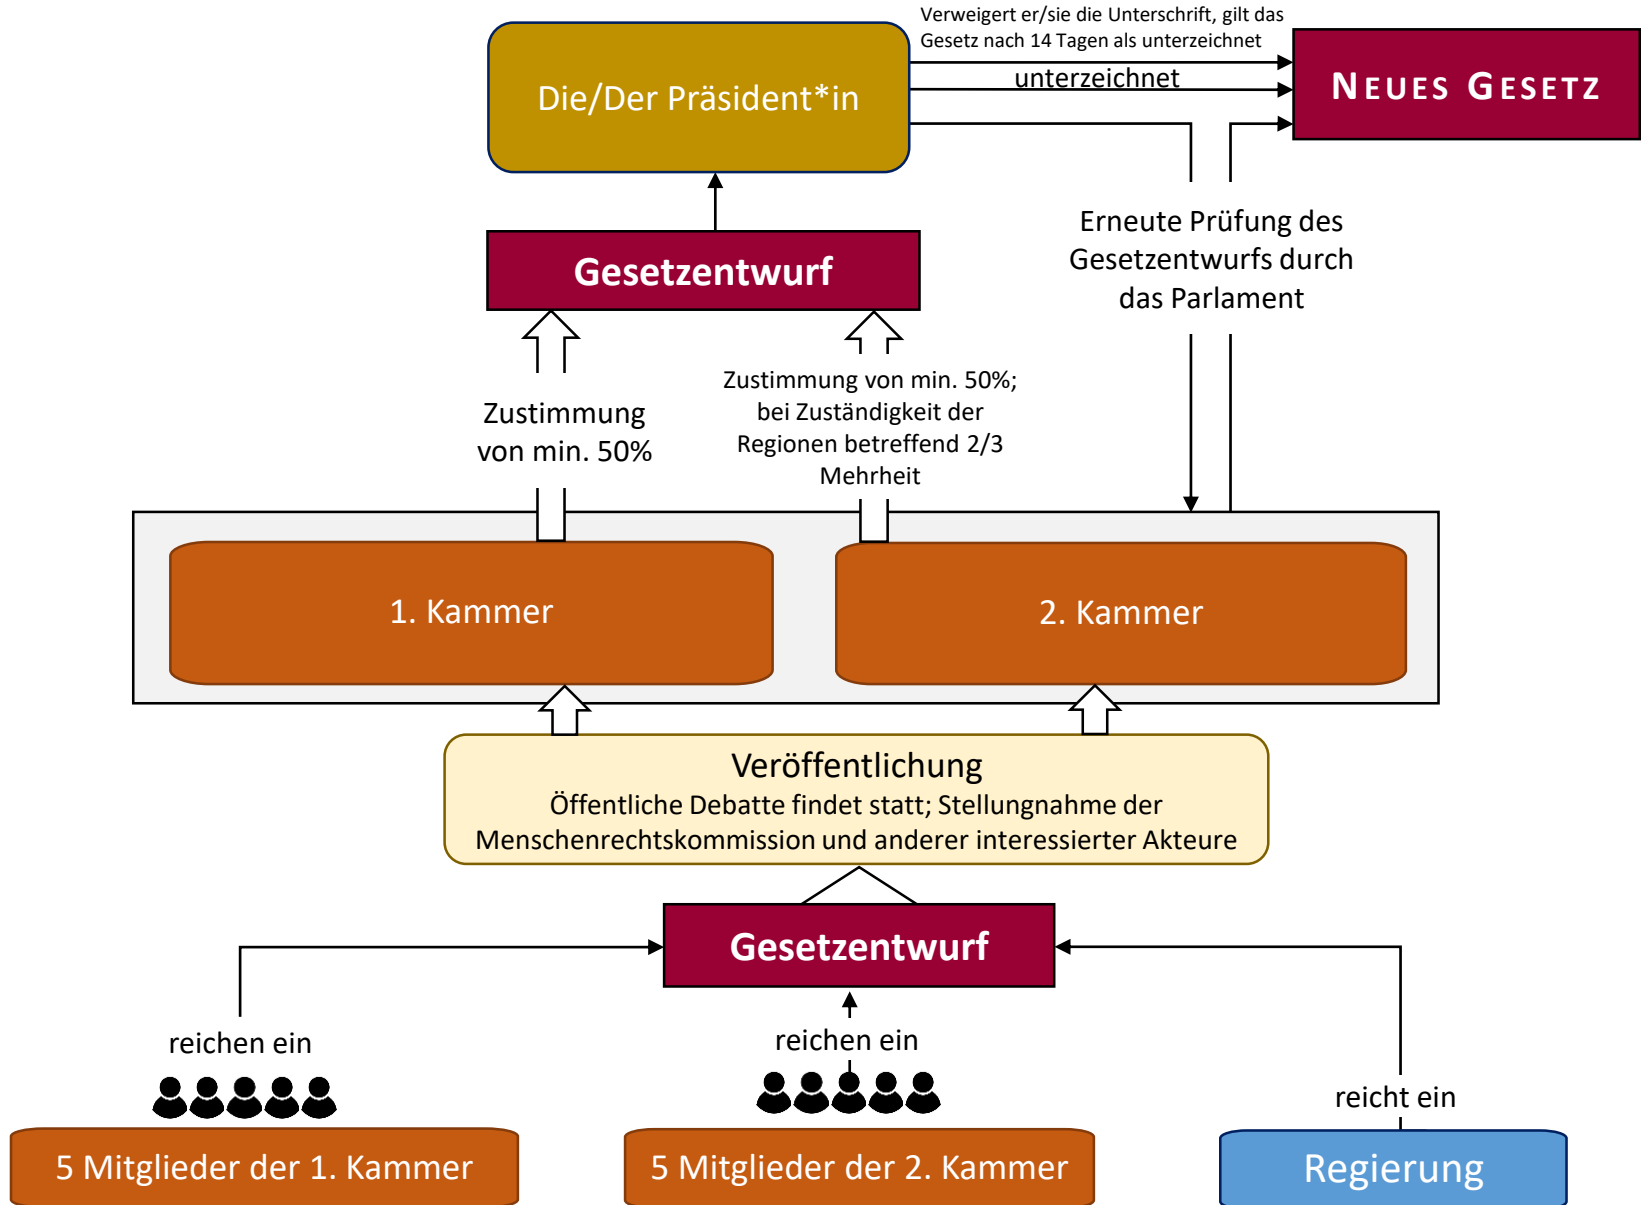 Verweigert er/sie die Unterschrift, gilt das
Gesetz nach 14 Tagen als unterzeichnet
Die/Der Präsident*in
unterzeichnet
NEUES GESETZ
Erneute Prüfung des
Gesetzentwurfs durch
das Parlament
Gesetzentwurf
Zustimmung
von min. 50%
Zustimmung von min. 50%;
bei Zuständigkeit der
Regionen betreffend 2/3
Mehrheit
1. Kammer
2. Kammer
Veröffentlichung
Öffentliche Debatte findet statt; Stellungnahme der
Menschenrechtskommission und anderer interessierter Akteure
Gesetzentwurf
reichen ein
reichen ein
reicht ein
5 Mitglieder der 1. Kammer
5 Mitglieder der 2. Kammer
Regierung